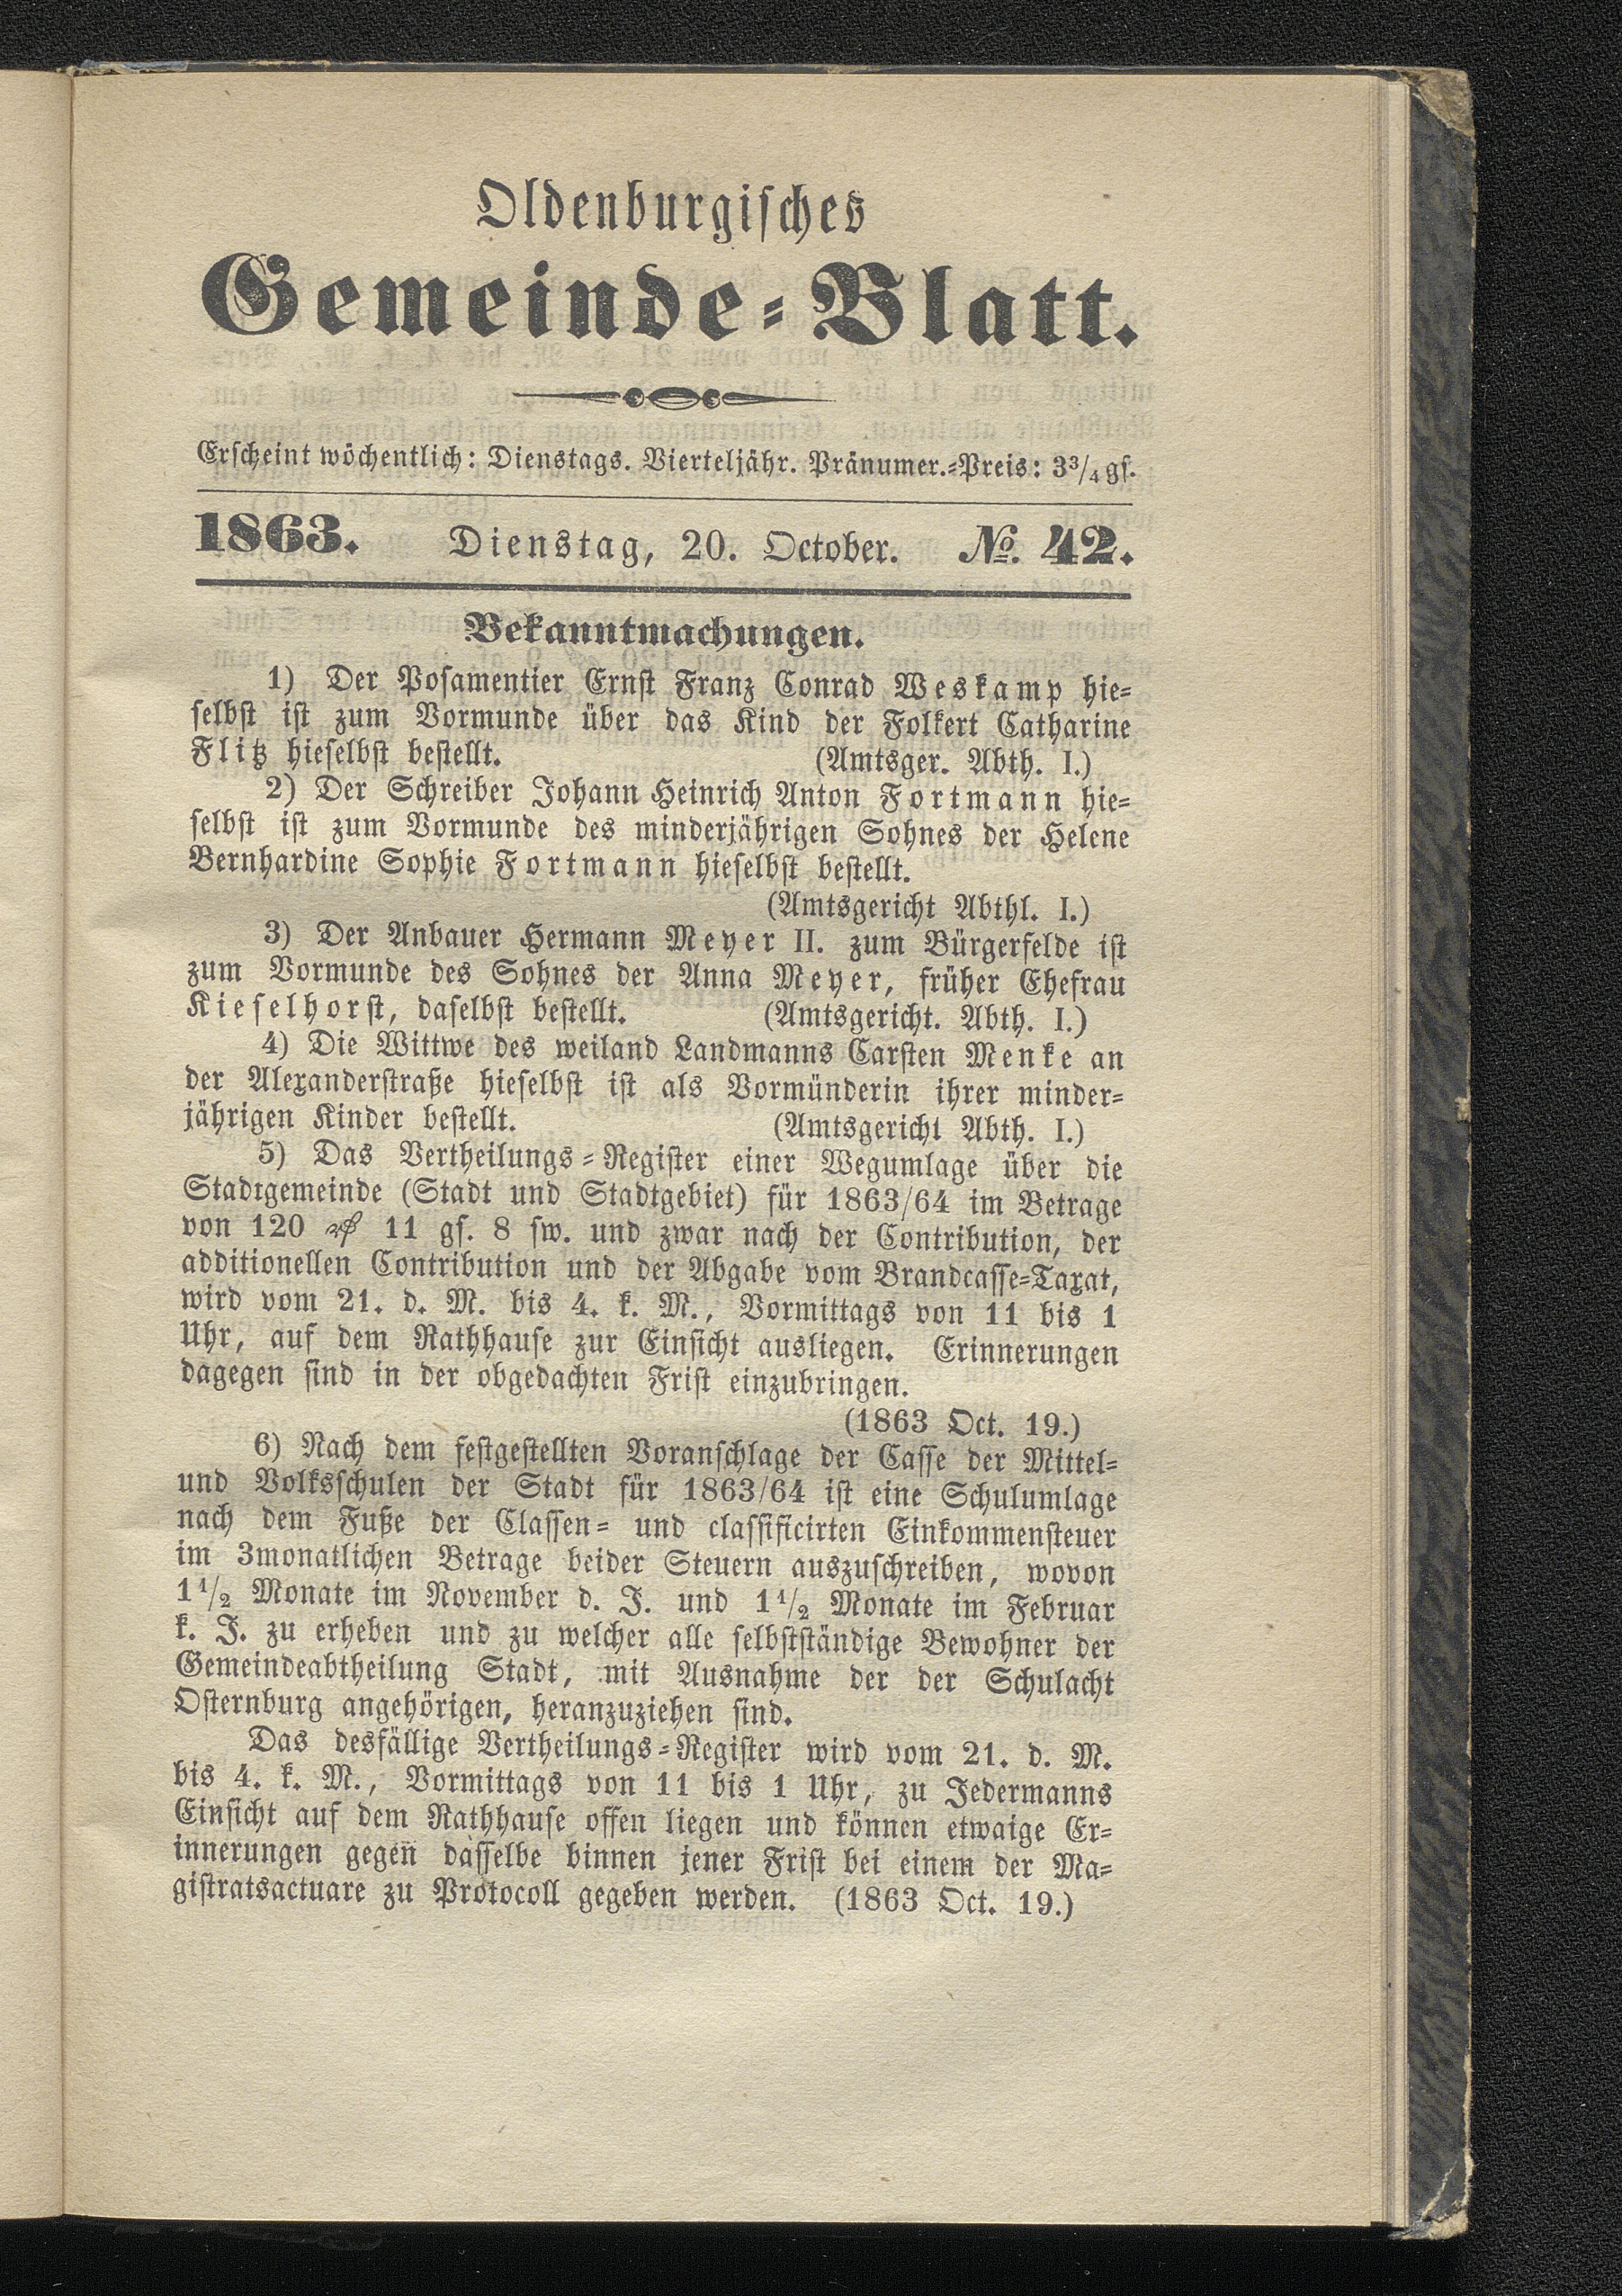 Oldenburgisches
Gemeinde-Blatt.
Erscheint wöchentlich: Dienstags. Vierteljähr. Pränumer.-Preis: 3 3/4 gs.
1863. Dienstag, 20. October. No. 42.
Bekanntmachungen.
1) Der Posamentier Ernst Franz Conrad Weskamp hie-
selbst ist zum Vormunde über das Kind der Folkert Catharine
Flitz hieselbst bestellt. (Amtsger. Abth. I.)
2) Der Schreiber Johann Heinrich Anton Fortmann hie-
selbst ist zum Vormunde des minderjährigen Sohnes der Helene
Bernhardine Sophie Fortmann hieselbst bestellt.
(Amtsgericht Abthl. I.)
3) Der Anbauer Hermann Meyer II. zum Bürgerfelde ist
zum Vormunde des Sohnes der Anna Meyer, früher Ehefrau
Kieselhorst, daselbst bestellt. (Amtsgericht. Abth. I.)
4) Die Wittwe des weiland Landmanns Carsten Menke an
der Alexanderstraße hieselbst ist als Vormünderin ihrer minder-
jährigen Kinder bestellt. (Amtsgericht Abth. I.)
5) Das Vertheilungs-Register einer Wegumlage über die
Stadtgemeinde (Stadt und Stadtgebiet) für 1863/64 im Betrage
von 120 ₰ 11 gs. 8 sw. und zwar nach der Contribution, der
additionellen Contribution und der Abgabe vom Brandcasse-Taxat,
wird vom 21. d. M. bis 4. k. M., Vormittags von 11 bis 1
Uhr, auf dem Rathhause zur Einsicht ausliegen. Erinnerungen
dagegen sind in der obgedachten Frist einzubringen.
(1863 Oct. 19.)
6) Nach dem festgestellten Voranschlage der Casse der Mittel-
und Volksschulen der Stadt für 1863/64 ist eine Schulumlage
nach dem Fuße der Classen- und classificirten Einkommensteuer
im 3monatlichen Betrage beider Steuern auszuschreiben, wovon
1 1/2 Monate im November d. J. und 1 1/2 Monate im Februar
k. J. zu erheben und zu welcher alle selbstständige Bewohner der
Gemeindeabtheilung Stadt, mit Ausnahme der der Schulacht
Osternburg angehörigen, heranzuziehen sind.
Das desfällige Vertheilungs-Register wird vom 21. d. M.
bis 4. k. M., Vormittags von 11 bis 1 Uhr, zu Jedermanns
Einsicht auf dem Rathhause offen liegen und können etwaige Er-
innerungen gegen dasselbe binnen jener Frist bei einem der Ma-
gistratsactuare zu Protocoll gegeben werden. (1863 Oct. 19.)